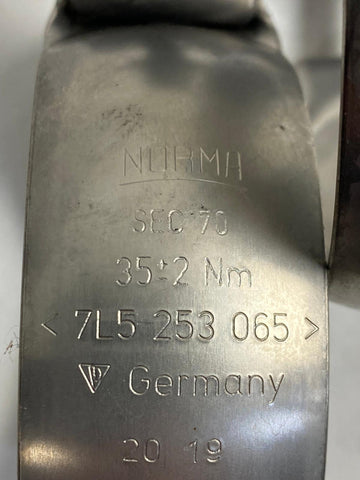 NORMA
SEC 70
35±2 Nm
< 7L5 253 065 >
Germany
20 19